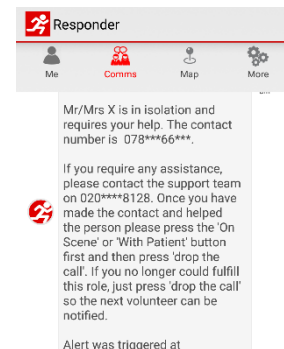 Responder
Me Comms Map More
Mr/Mrs X is in isolation and
requires your help. The contact
number is 078***66***.
If you require any assistance,
please contact the support team
on 020****8128. Once you have
made the contact and helped
the person please press the 'On
Scene' or 'With Patient' button
first and then press 'drop the
call'. If you no longer could fulfill
this role, just press 'drop the call'
so the next volunteer can be
notified.
Alert was triggered at